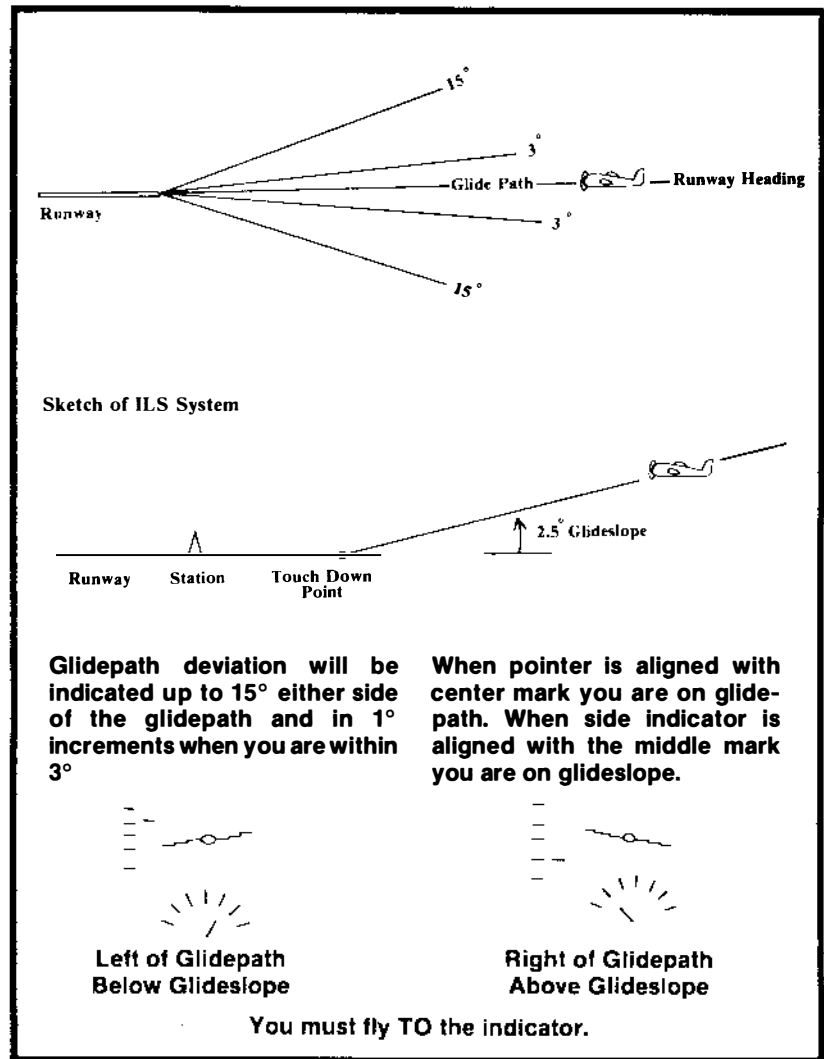 15°
3°
Glide Path
Runway Heading
Runway
3°
15°
Sketch of ILS System
2.5° Glideslope
Runway
Station
Touch Down
Point
Glidepath deviation will be
indicated up to 15° either side
of the glidepath and in 1°
increments when you are within
3°
When pointer is aligned with
center mark you are on glide-
path. When side indicator is
aligned with the middle mark
you are on glideslope.
Left of Glidepath
Below Glideslope
Right of Glidepath
Above Glideslope
You must fly TO the indicator.